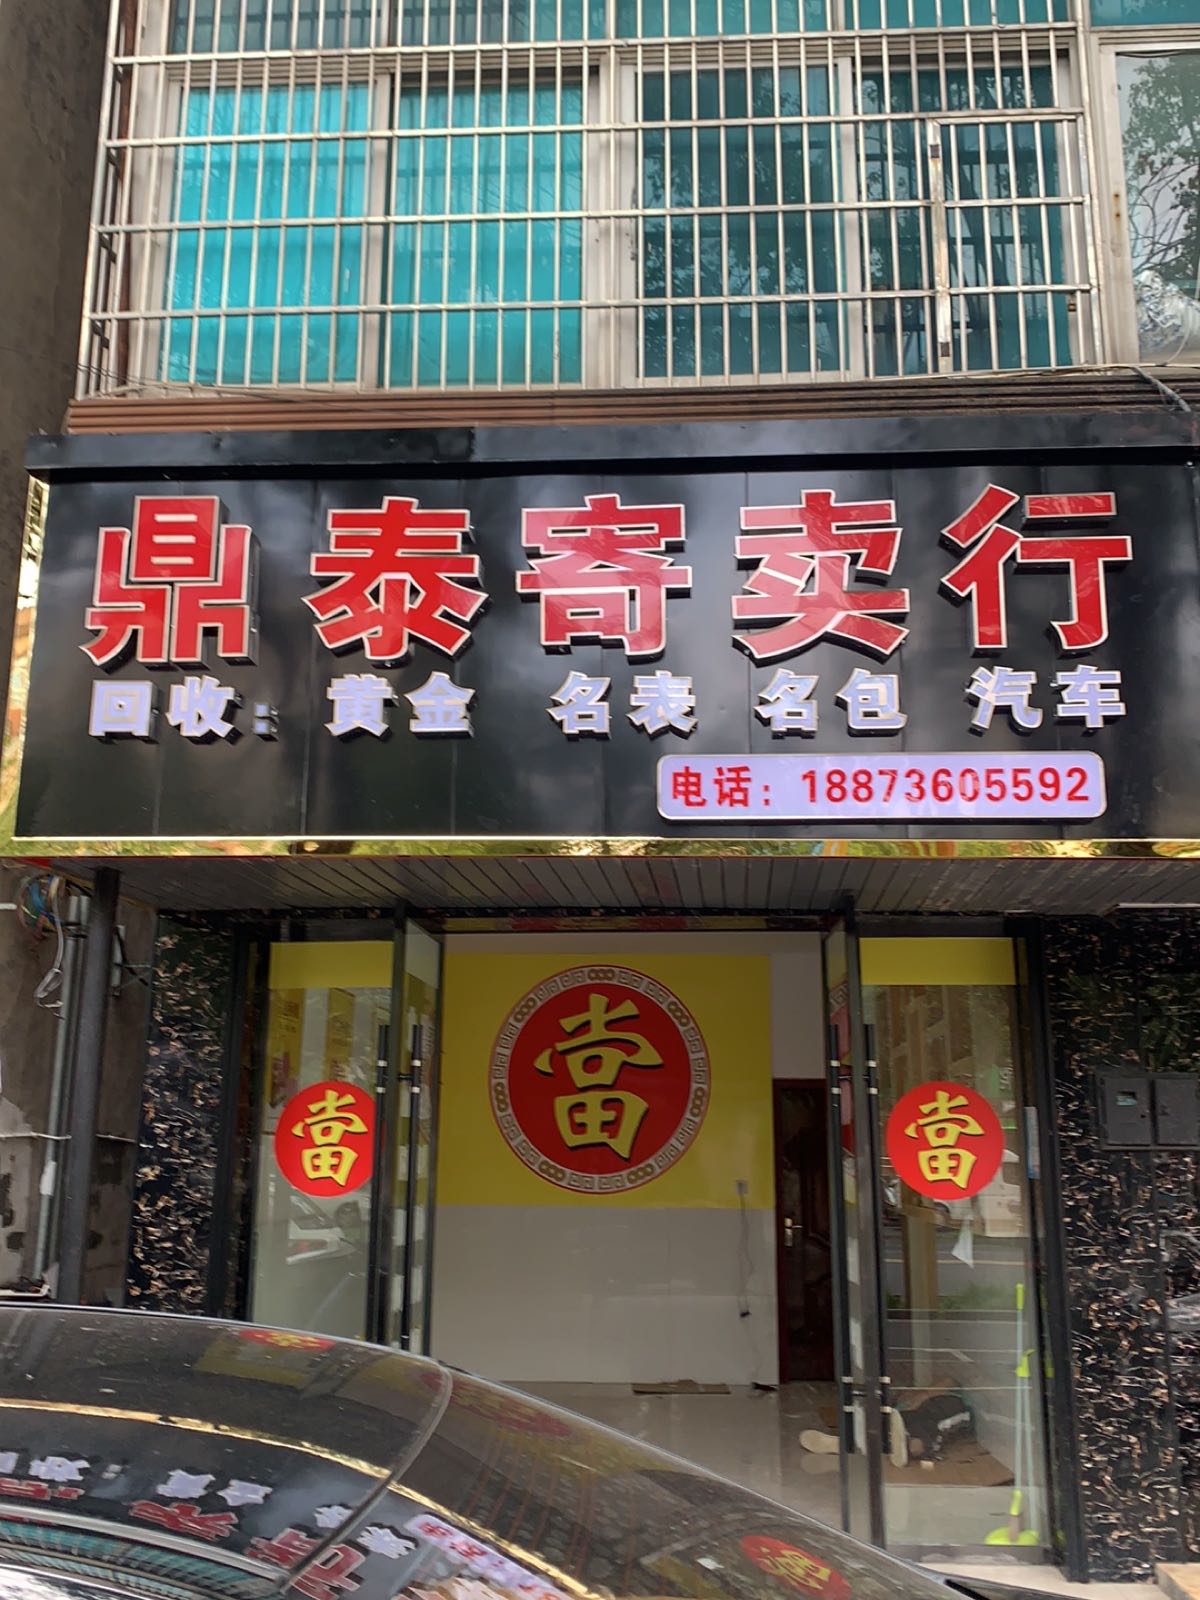 鼎泰寄卖行
回收：黄金 名表 名包 汽车
电话：18873605592
當
當
當